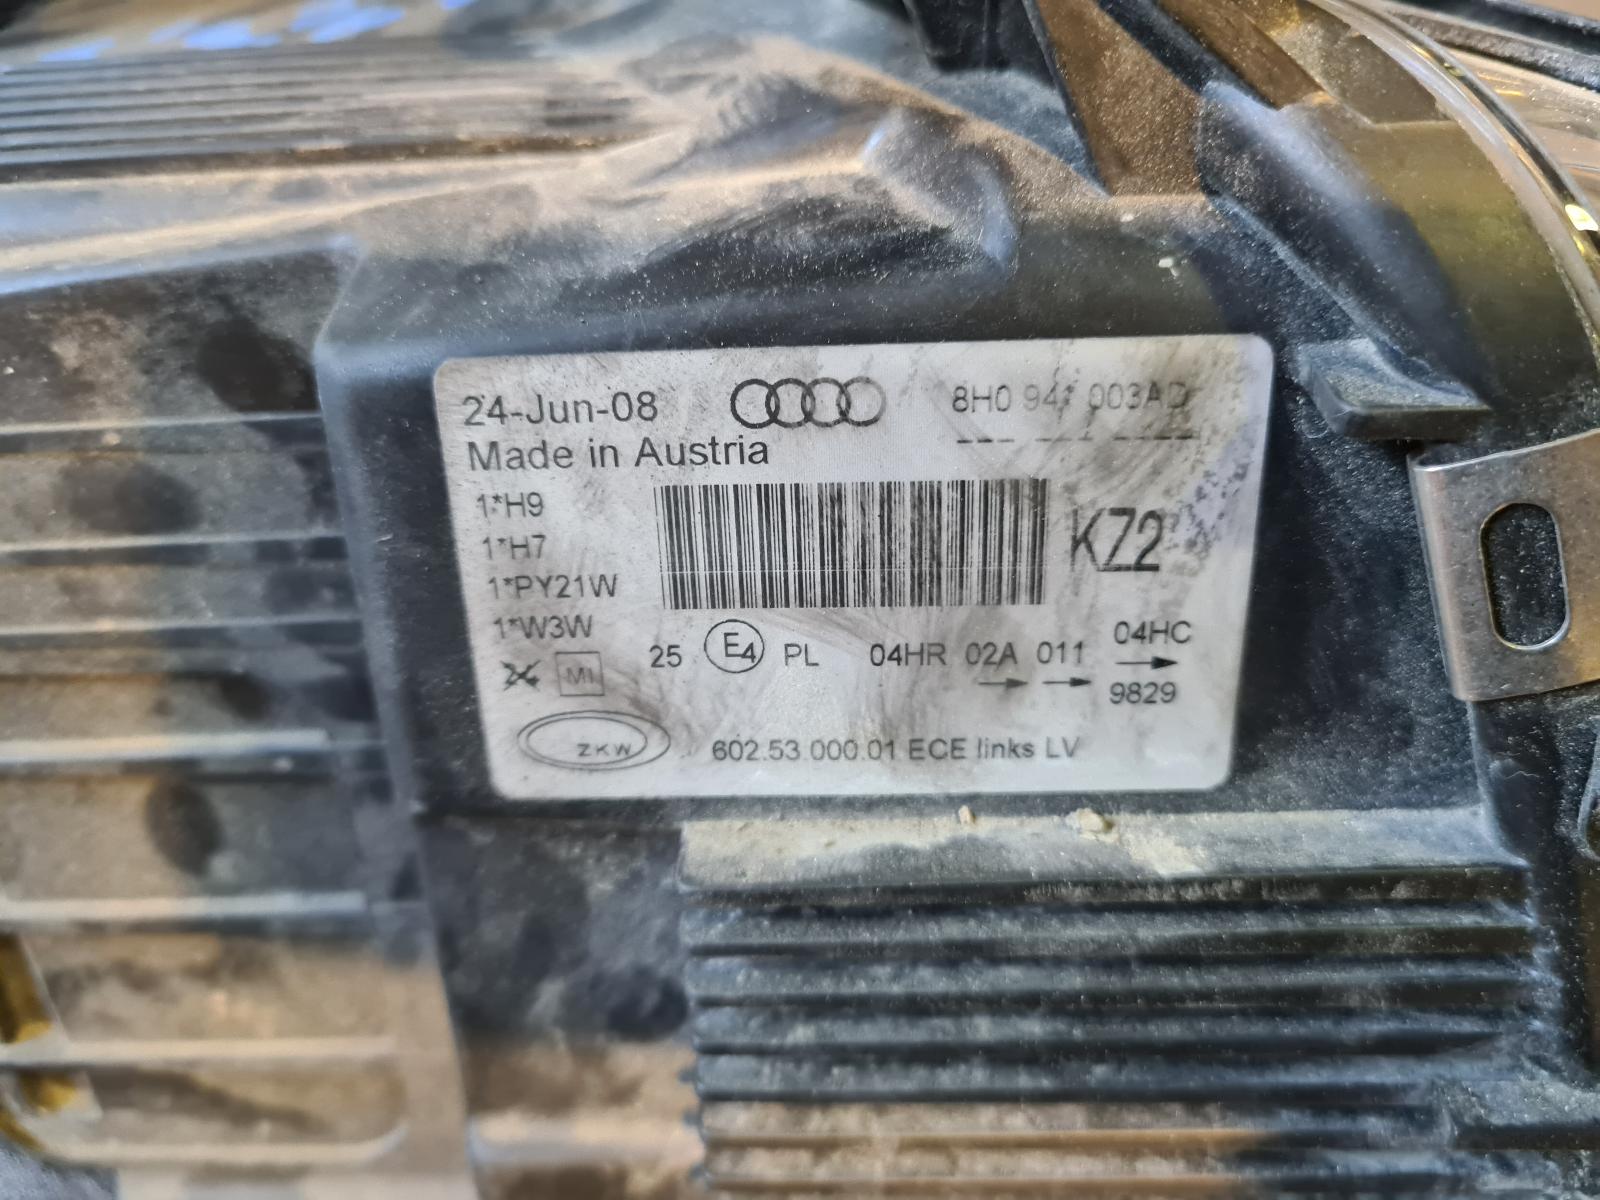 24-Jun-08
8H0 941 003AD
Made in Austria
1*H9
1*H7
1*PY21W
1*W3W
KZ2
MI
25 E4 PL 04HR 02A 011 04HC
9829
ZKW
602.53.000.01 ECE links LV